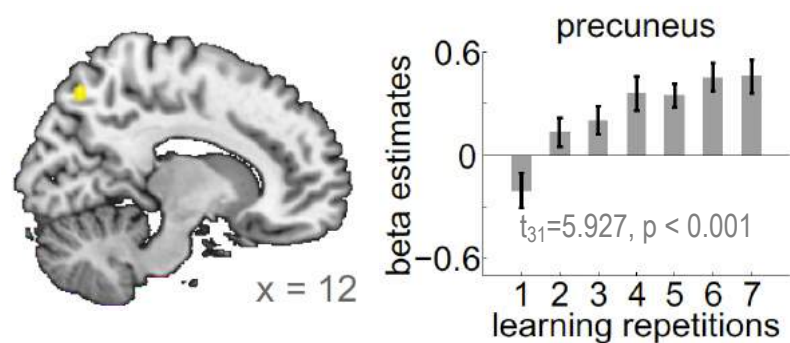 x = 12
precuneus
beta estimates
0.6
0
−0.6
t31=5.927, p < 0.001
1 2 3 4 5 6 7
learning repetitions